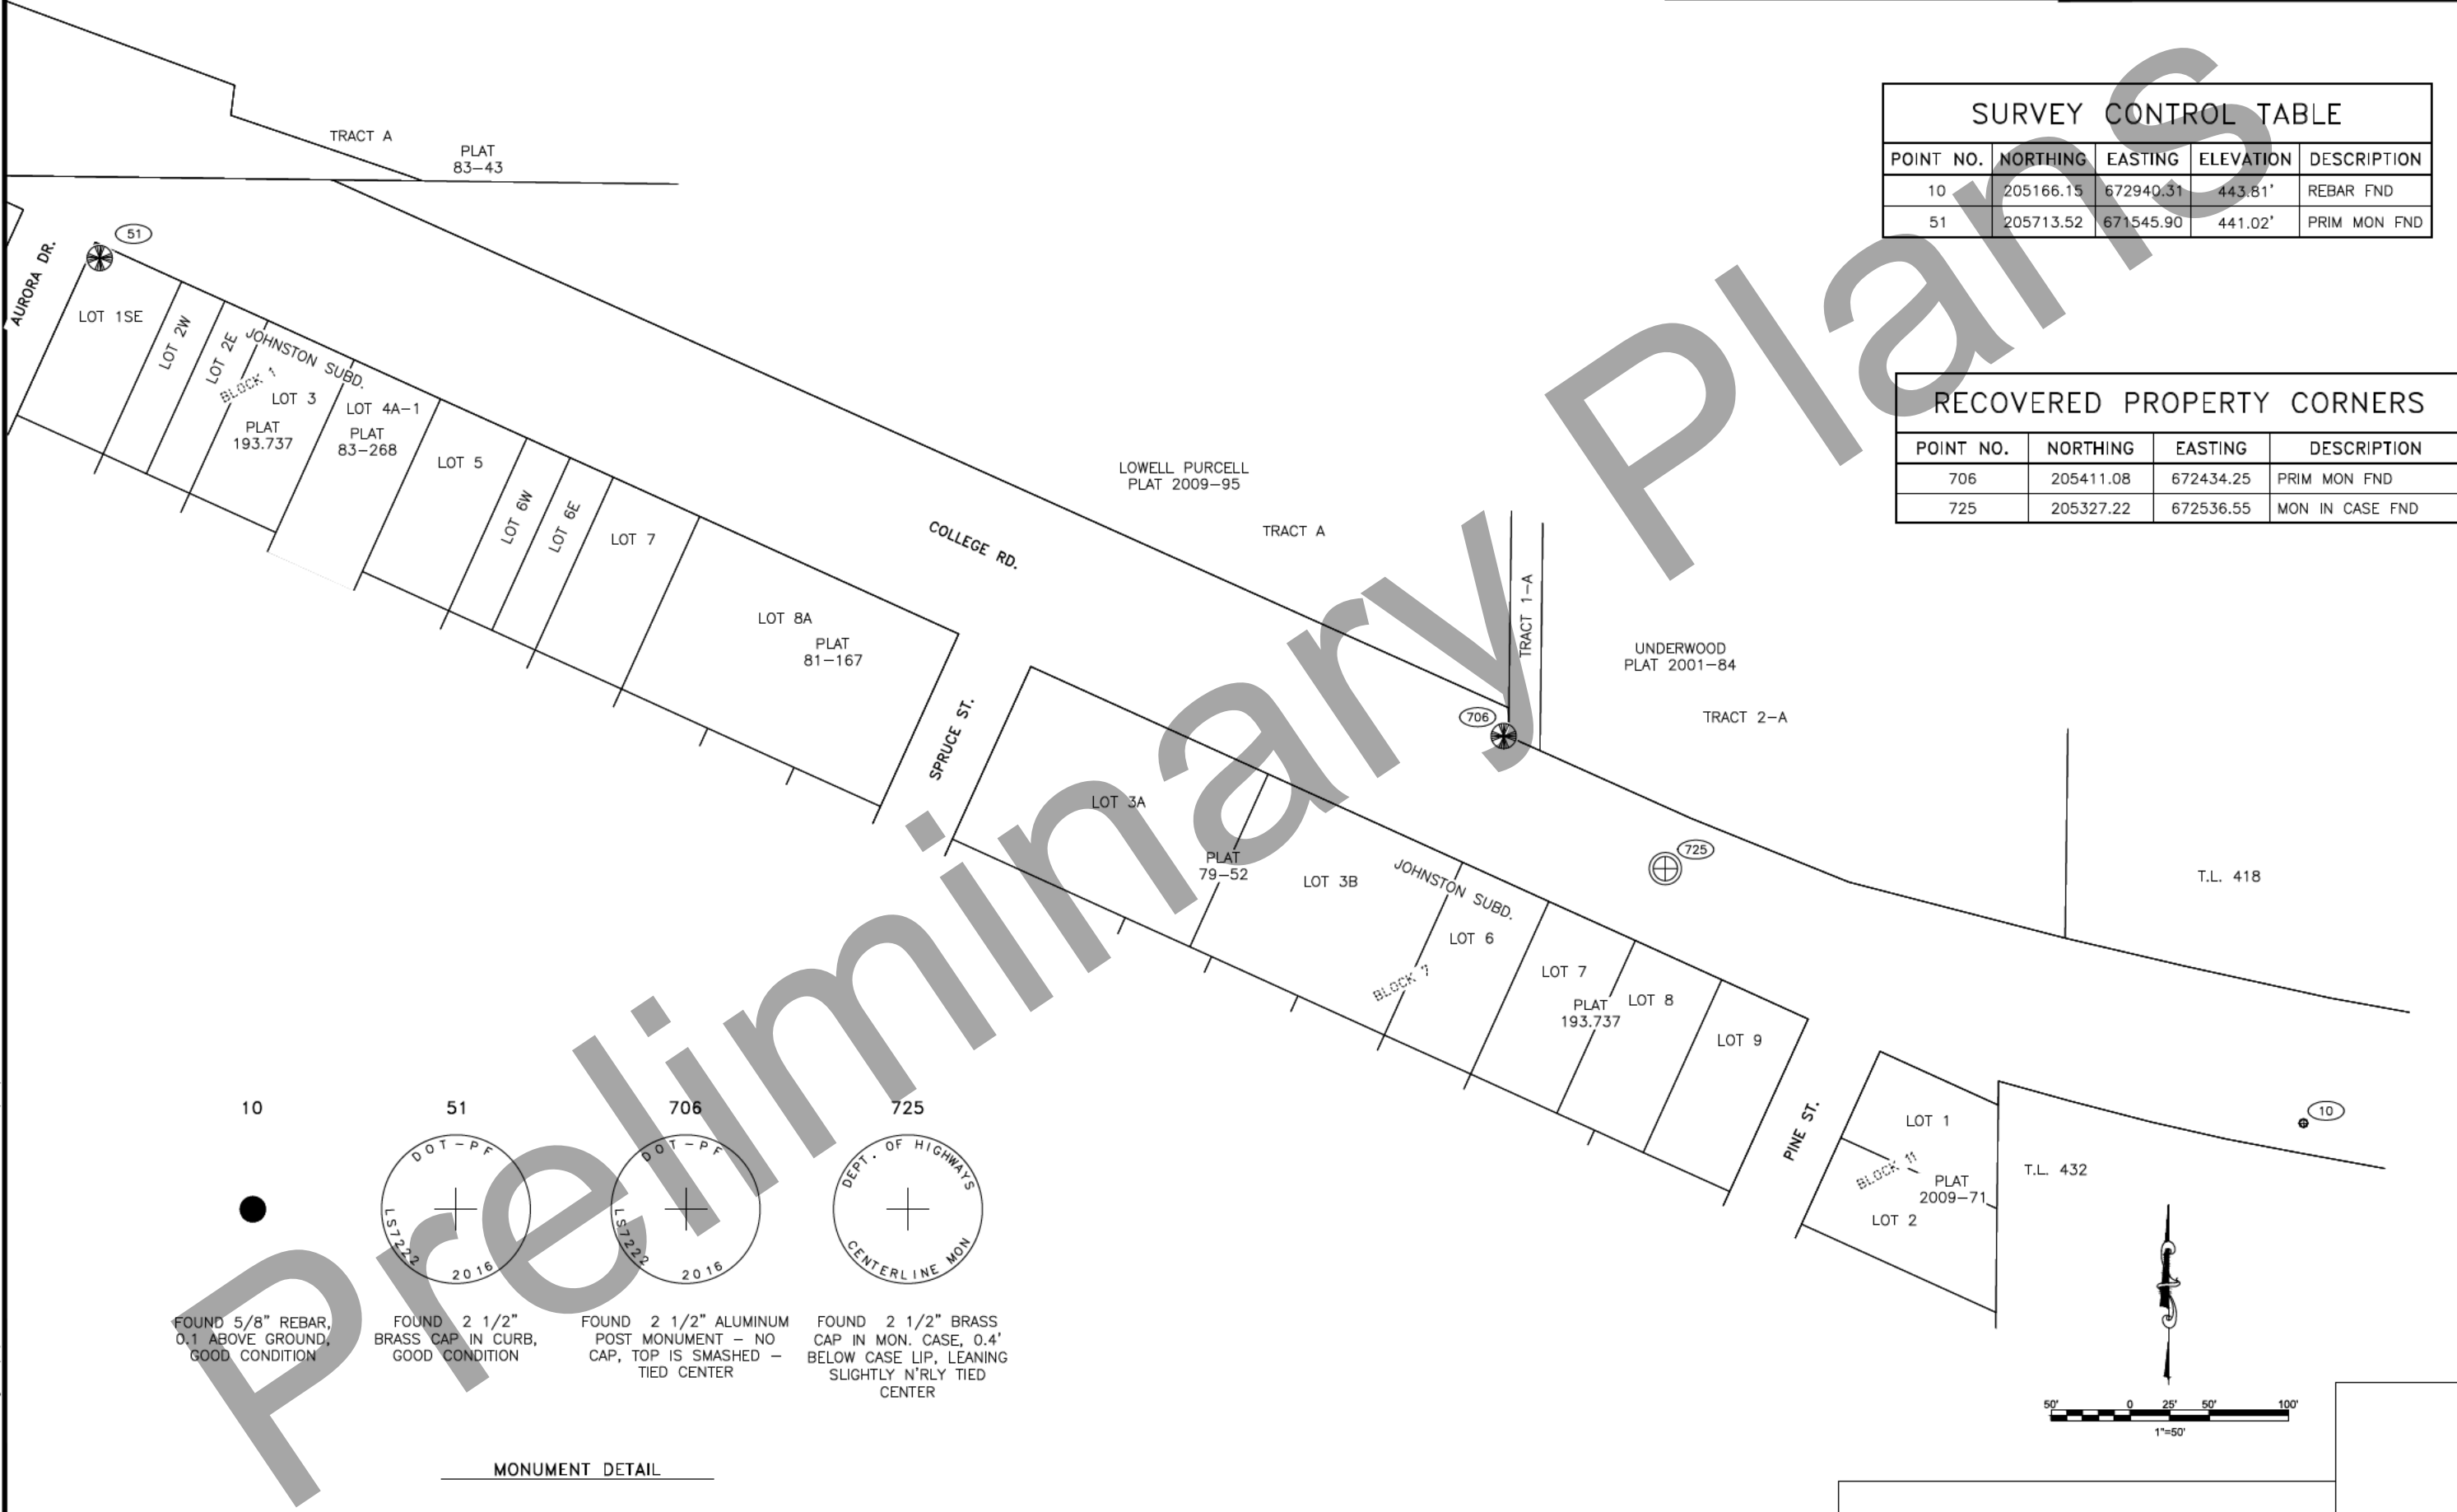 TRACT A
PLAT
83-43
SURVEY CONTROL TABLE
POINT NO. NORTHING EASTING ELEVATION DESCRIPTION
10 205166.15 672940.31 443.81' REBAR FND
51 205713.52 671545.90 441.02' PRIM MON FND
RECOVERED PROPERTY CORNERS
POINT NO. NORTHING EASTING DESCRIPTION
706 205411.08 672434.25 PRIM MON FND
725 205327.22 672536.55 MON IN CASE FND
51
AURORA DR.
LOT 1SE
LOT 2W
LOT 2E
JOHNSTON SUBD.
BLOCK 1
LOT 3
PLAT
193.737
LOT 4A-1
PLAT
83-268
LOT 5
LOT 6W
LOT 6E
LOT 7
LOT 8A
PLAT
81-167
COLLEGE RD.
LOWELL PURCELL
PLAT 2009-95
TRACT A
TRACT 1-A
UNDERWOOD
PLAT 2001-84
TRACT 2-A
706
SPRUCE ST.
LOT 3A
PLAT
79-52
LOT 3B
JOHNSTON SUBD.
BLOCK 7
LOT 6
LOT 7
PLAT
193.737
LOT 8
LOT 9
725
T.L. 418
PINE ST.
LOT 1
BLOCK 11
PLAT
2009-71
LOT 2
T.L. 432
10
Preliminary Plans
10
FOUND 5/8" REBAR,
0.1 ABOVE GROUND,
GOOD CONDITION
51
DOT-PF
LS7222
2016
FOUND 2 1/2"
BRASS CAP IN CURB,
GOOD CONDITION
706
DOT-PF
LS7222
2016
FOUND 2 1/2" ALUMINUM
POST MONUMENT - NO
CAP, TOP IS SMASHED -
TIED CENTER
725
DEPT. OF HIGHWAYS
CENTERLINE MON
FOUND 2 1/2" BRASS
CAP IN MON. CASE, 0.4'
BELOW CASE LIP, LEANING
SLIGHTLY N'RLY TIED
CENTER
MONUMENT DETAIL
50' 0 25' 50' 100'
1"=50'